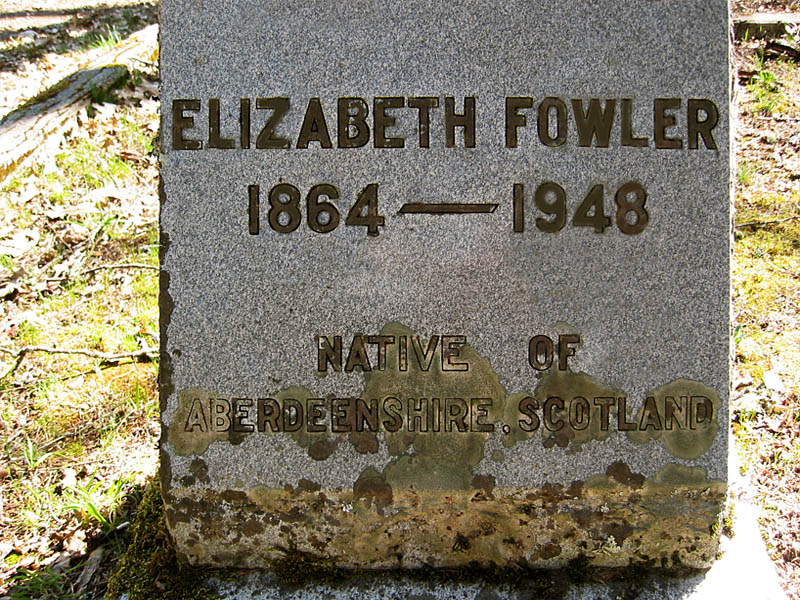 ELIZABETH FOWLER
1864 — 1948
NATIVE OF
ABERDEENSHIRE, SCOTLAND